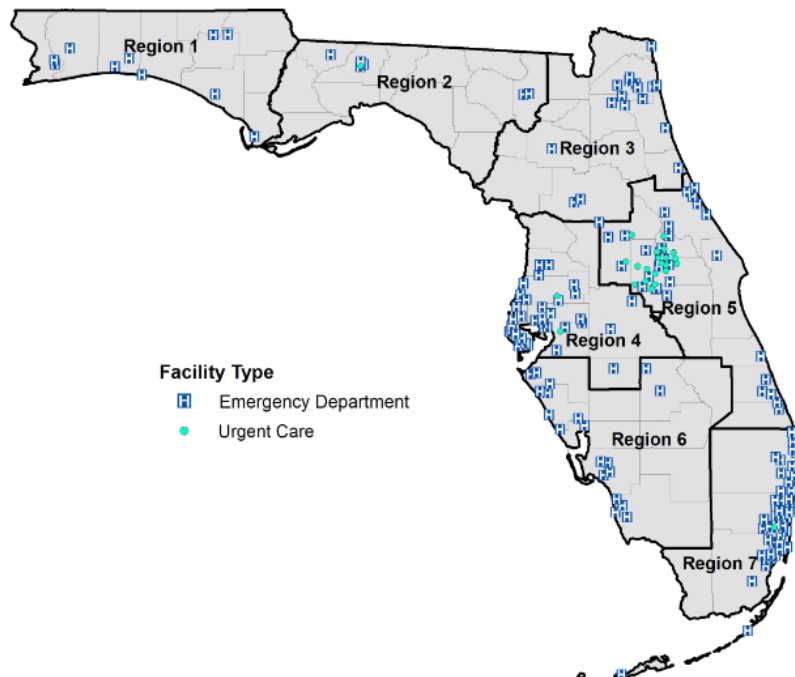 Region 1
Region 2
Region 3
Region 5
Region 4
Facility Type
H Emergency Department
Urgent Care
Region 6
Region 7